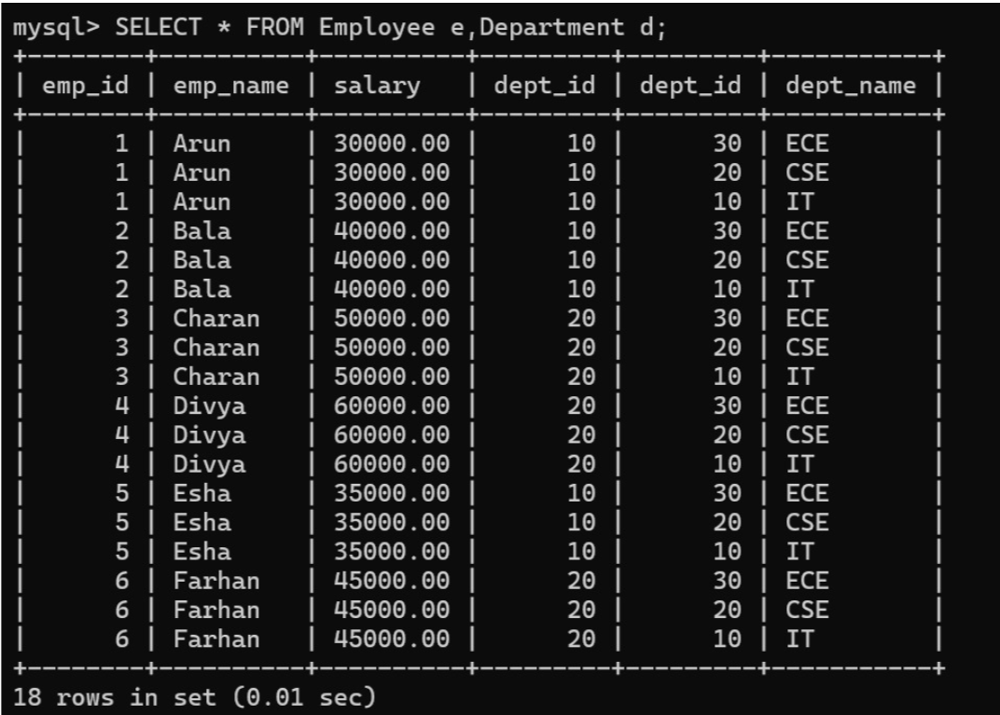 mysql> SELECT * FROM Employee e,Department d;
+--------+----------+----------+---------+---------+-----------+
| emp_id | emp_name | salary   | dept_id | dept_id | dept_name |
+--------+----------+----------+---------+---------+-----------+
|      1 | Arun     | 30000.00 |      10 |      30 | ECE       |
|      1 | Arun     | 30000.00 |      10 |      20 | CSE       |
|      1 | Arun     | 30000.00 |      10 |      10 | IT        |
|      2 | Bala     | 40000.00 |      10 |      30 | ECE       |
|      2 | Bala     | 40000.00 |      10 |      20 | CSE       |
|      2 | Bala     | 40000.00 |      10 |      10 | IT        |
|      3 | Charan   | 50000.00 |      20 |      30 | ECE       |
|      3 | Charan   | 50000.00 |      20 |      20 | CSE       |
|      3 | Charan   | 50000.00 |      20 |      10 | IT        |
|      4 | Divya    | 60000.00 |      20 |      30 | ECE       |
|      4 | Divya    | 60000.00 |      20 |      20 | CSE       |
|      4 | Divya    | 60000.00 |      20 |      10 | IT        |
|      5 | Esha     | 35000.00 |      10 |      30 | ECE       |
|      5 | Esha     | 35000.00 |      10 |      20 | CSE       |
|      5 | Esha     | 35000.00 |      10 |      10 | IT        |
|      6 | Farhan   | 45000.00 |      20 |      30 | ECE       |
|      6 | Farhan   | 45000.00 |      20 |      20 | CSE       |
|      6 | Farhan   | 45000.00 |      20 |      10 | IT        |
+--------+----------+----------+---------+---------+-----------+
18 rows in set (0.01 sec)